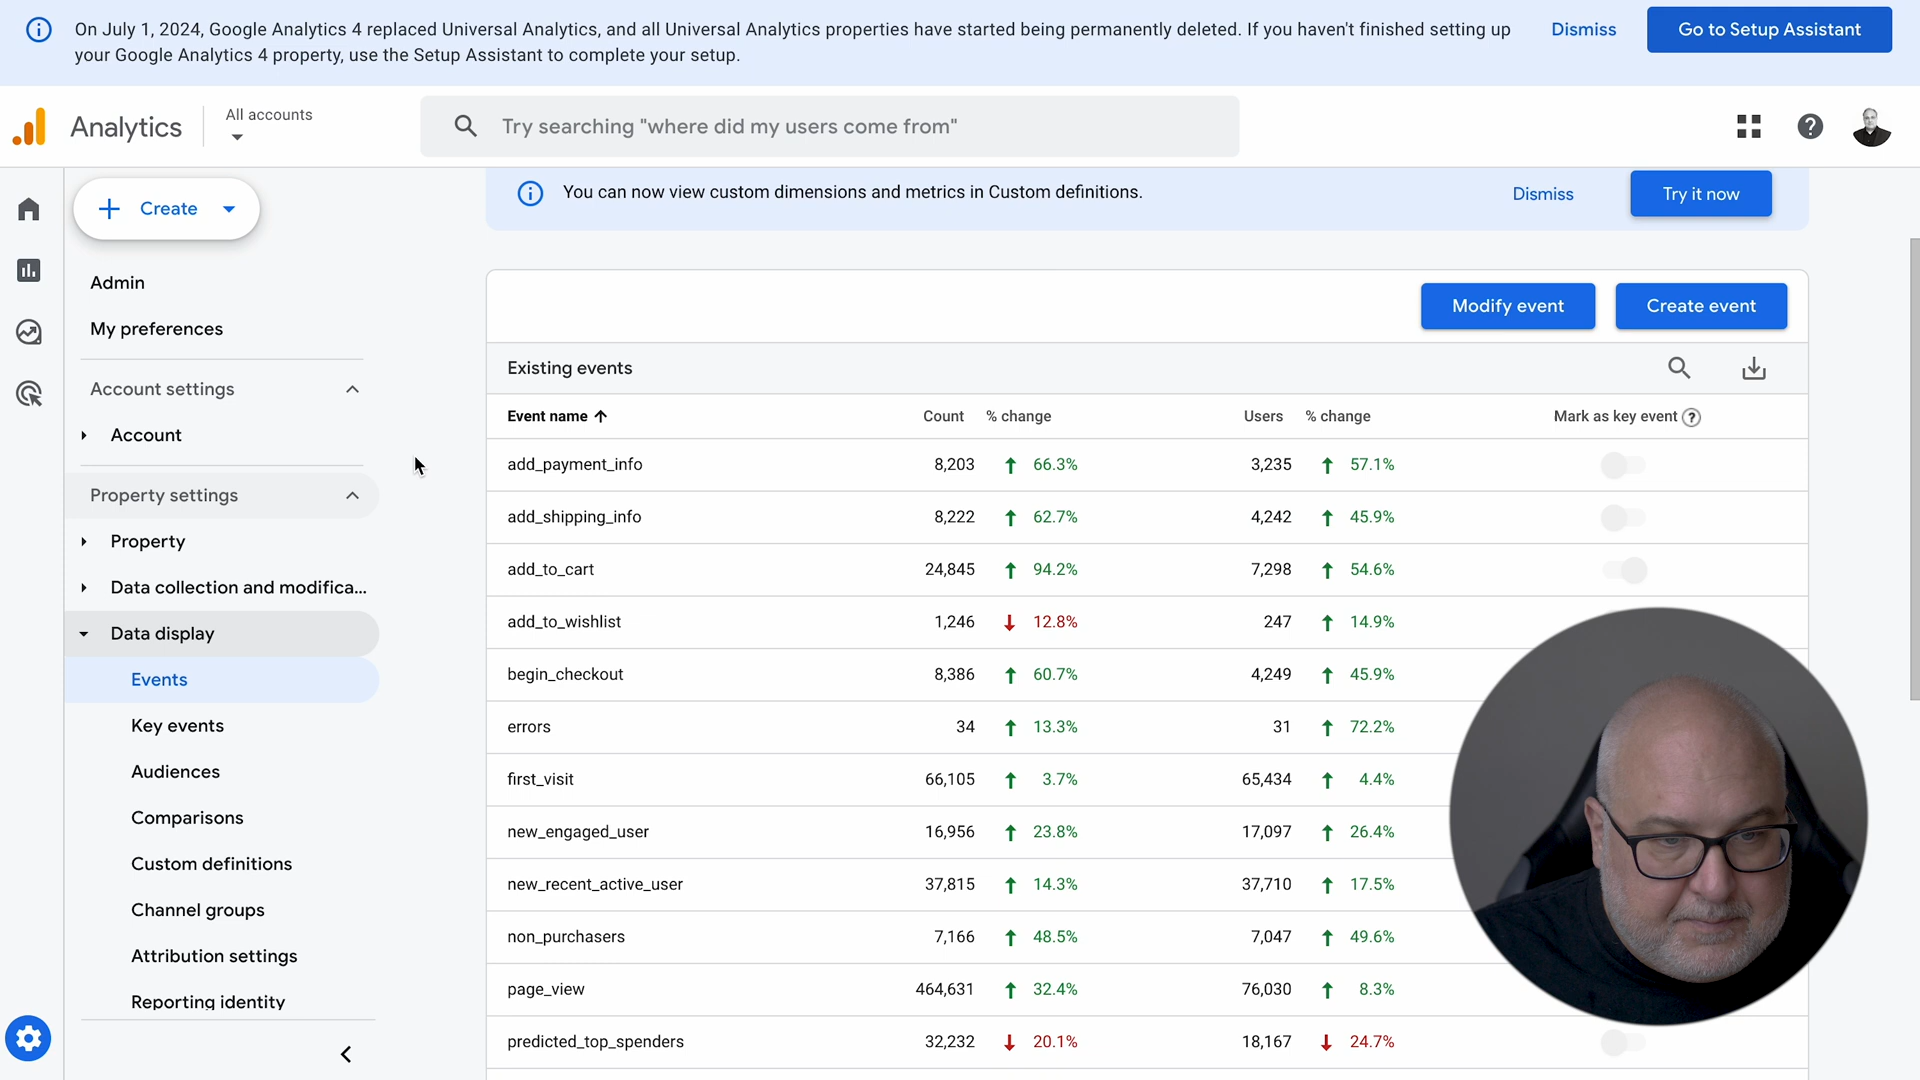 On July 1, 2024, Google Analytics 4 replaced Universal Analytics, and all Universal Analytics properties have started being permanently deleted. If you haven't finished setting up
your Google Analytics 4 property, use the Setup Assistant to complete your setup.
Dismiss
Go to Setup Assistant
Analytics
All accounts
Try searching "where did my users come from"
Create
Admin
My preferences
Account settings
Account
Property settings
Property
Data collection and modifica...
Data display
Events
Key events
Audiences
Comparisons
Custom definitions
Channel groups
Attribution settings
Reporting identity
You can now view custom dimensions and metrics in Custom definitions.
Dismiss
Try it now
Modify event
Create event
Existing events
Event name Count % change Users % change Mark as key event
add_payment_info 8,203 66.3% 3,235 57.1%
add_shipping_info 8,222 62.7% 4,242 45.9%
add_to_cart 24,845 94.2% 7,298 54.6%
add_to_wishlist 1,246 12.8% 247 14.9%
begin_checkout 8,386 60.7% 4,249 45.9%
errors 34 13.3% 31 72.2%
first_visit 66,105 3.7% 65,434 4.4%
new_engaged_user 16,956 23.8% 17,097 26.4%
new_recent_active_user 37,815 14.3% 37,710 17.5%
non_purchasers 7,166 48.5% 7,047 49.6%
page_view 464,631 32.4% 76,030 8.3%
predicted_top_spenders 32,232 20.1% 18,167 24.7%